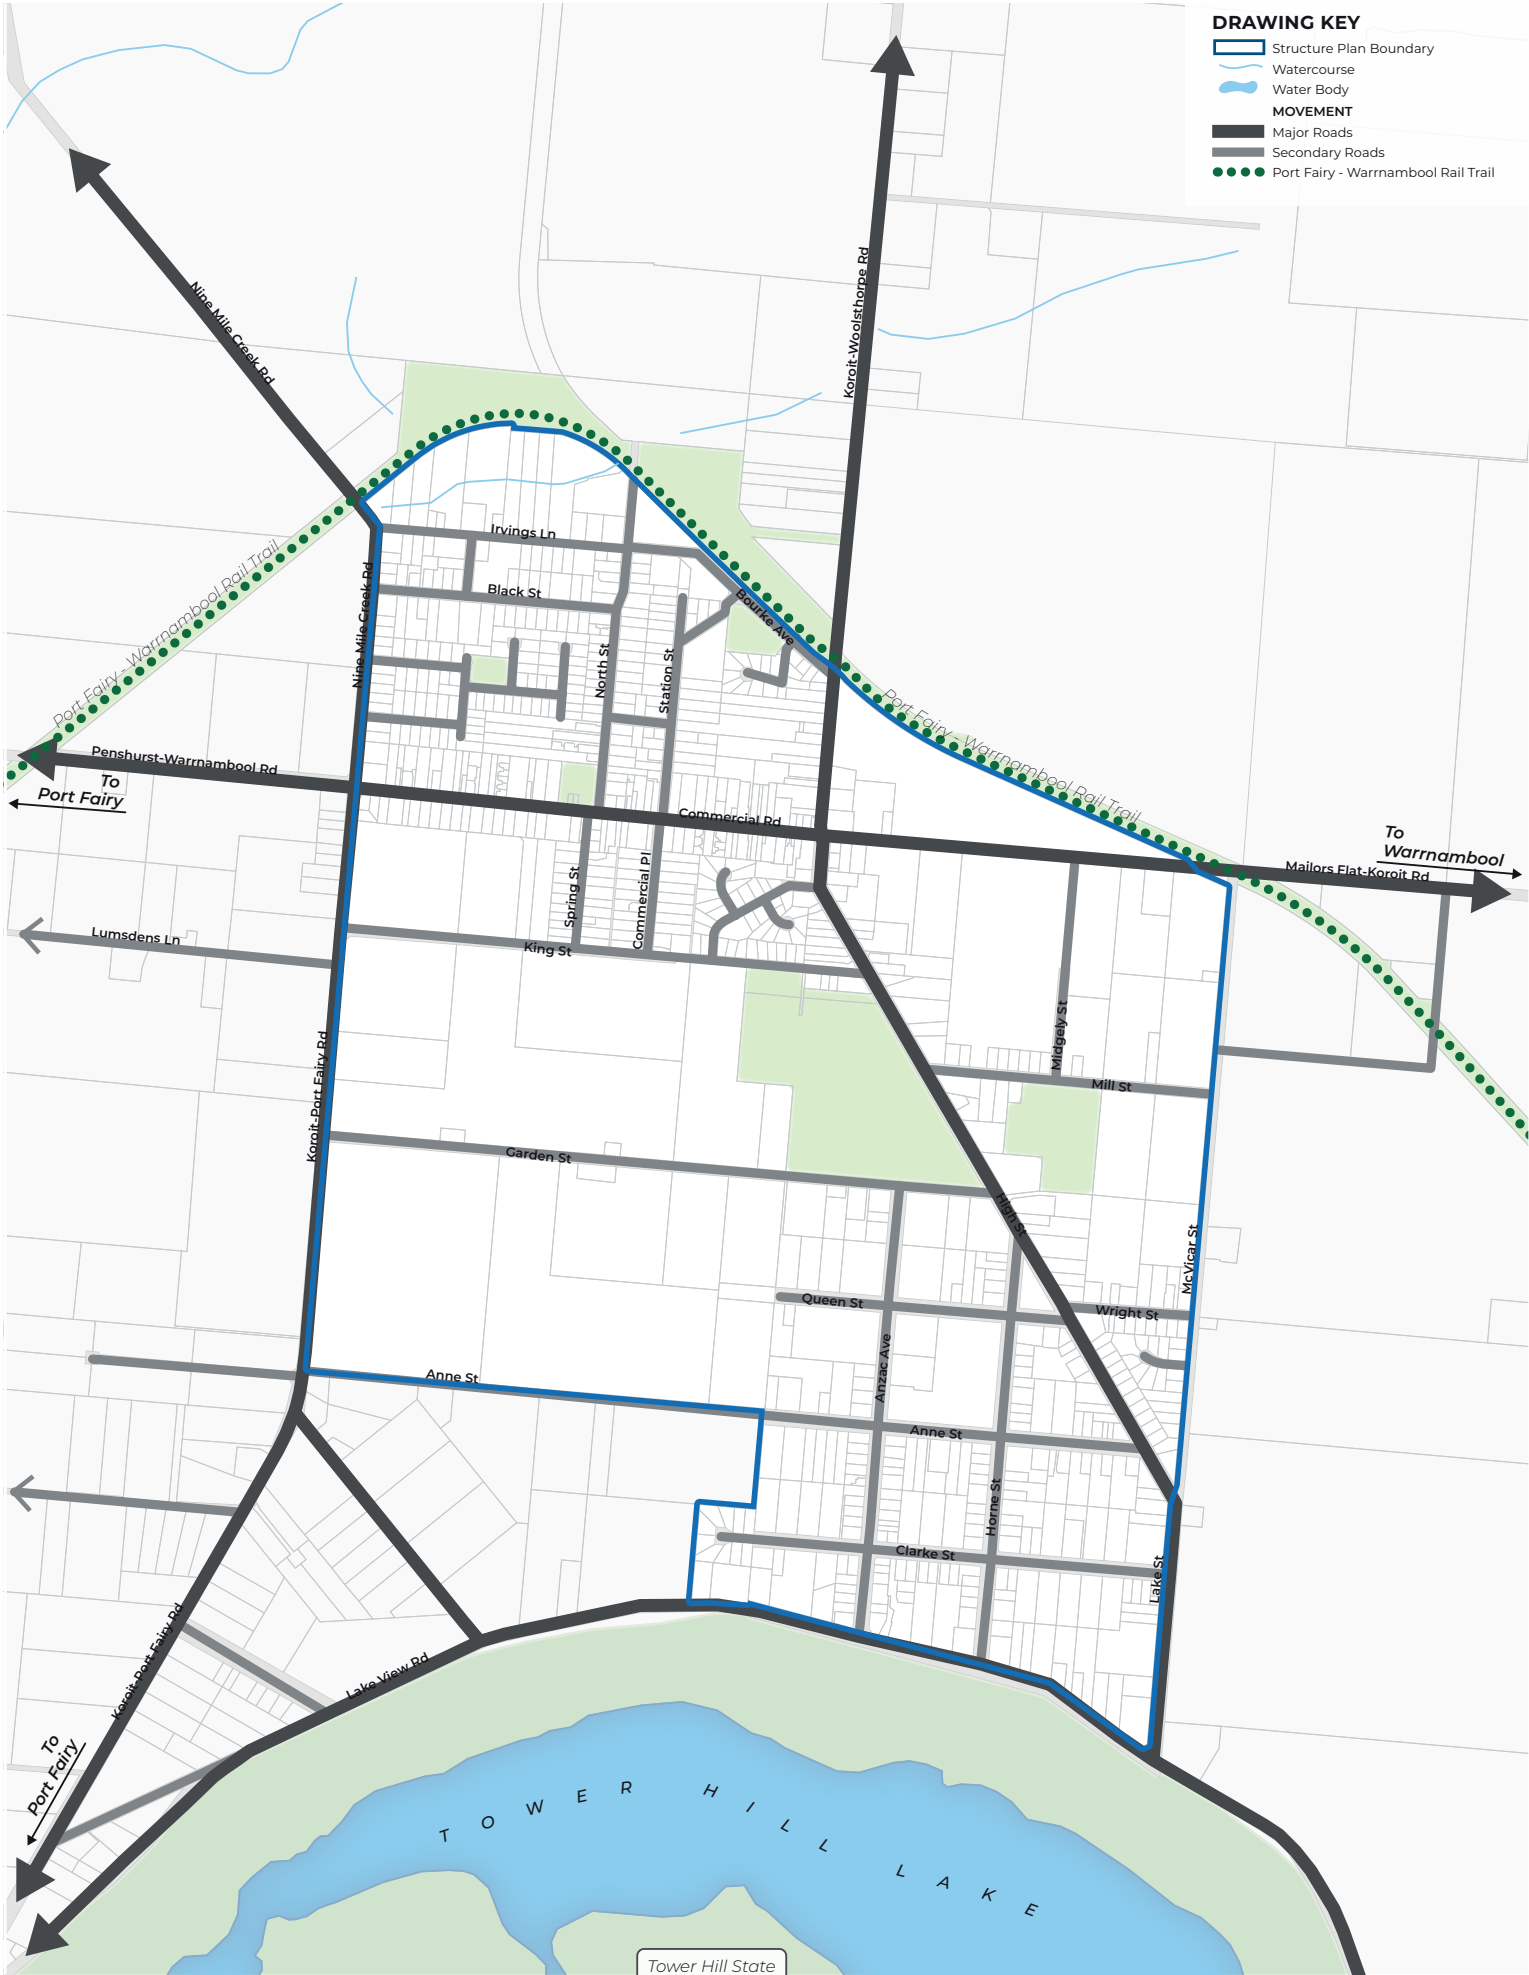 DRAWING KEY
Structure Plan Boundary
Watercourse
Water Body
MOVEMENT
Major Roads
Secondary Roads
Port Fairy - Warrnambool Rail Trail
Nine Mile Creek Rd
Koroit-Woolsthorpe Rd
Port Fairy - Warrnambool Rail Trail
Irvings Ln
Black St
Bourke Ave
Nine Mile Creek Rd
North St
Station St
Port Fairy - Warrnambool Rail Trail
Penshurst-Warrnambool Rd
To
Port Fairy
Commercial Rd
To
Warrnambool
Mailors Flat-Koroit Rd
Spring St
Commercial Pl
Lumsdens Ln
King St
Midgely St
Mill St
Koroit-Port Fairy Rd
Garden St
High St
McVicar St
Queen St
Wright St
Anzac Ave
Anne St
Anne St
Horne St
Clarke St
Lake St
Koroit-Port Fairy Rd
Lake View Rd
To
Port Fairy
TOWER HILL LAKE
Tower Hill State